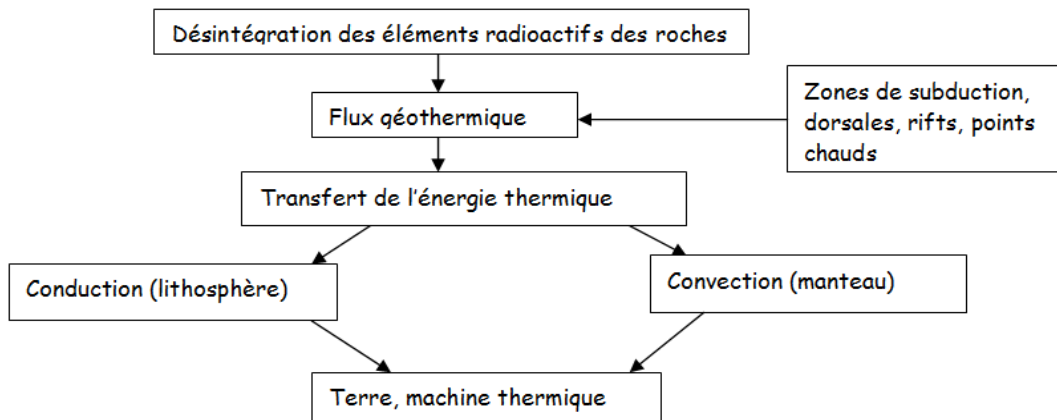 Désintégration des éléments radioactifs des roches
Flux géothermique
Zones de subduction,
dorsales, rifts, points
chauds
Transfert de l'énergie thermique
Conduction (lithosphère)
Convection (manteau)
Terre, machine thermique